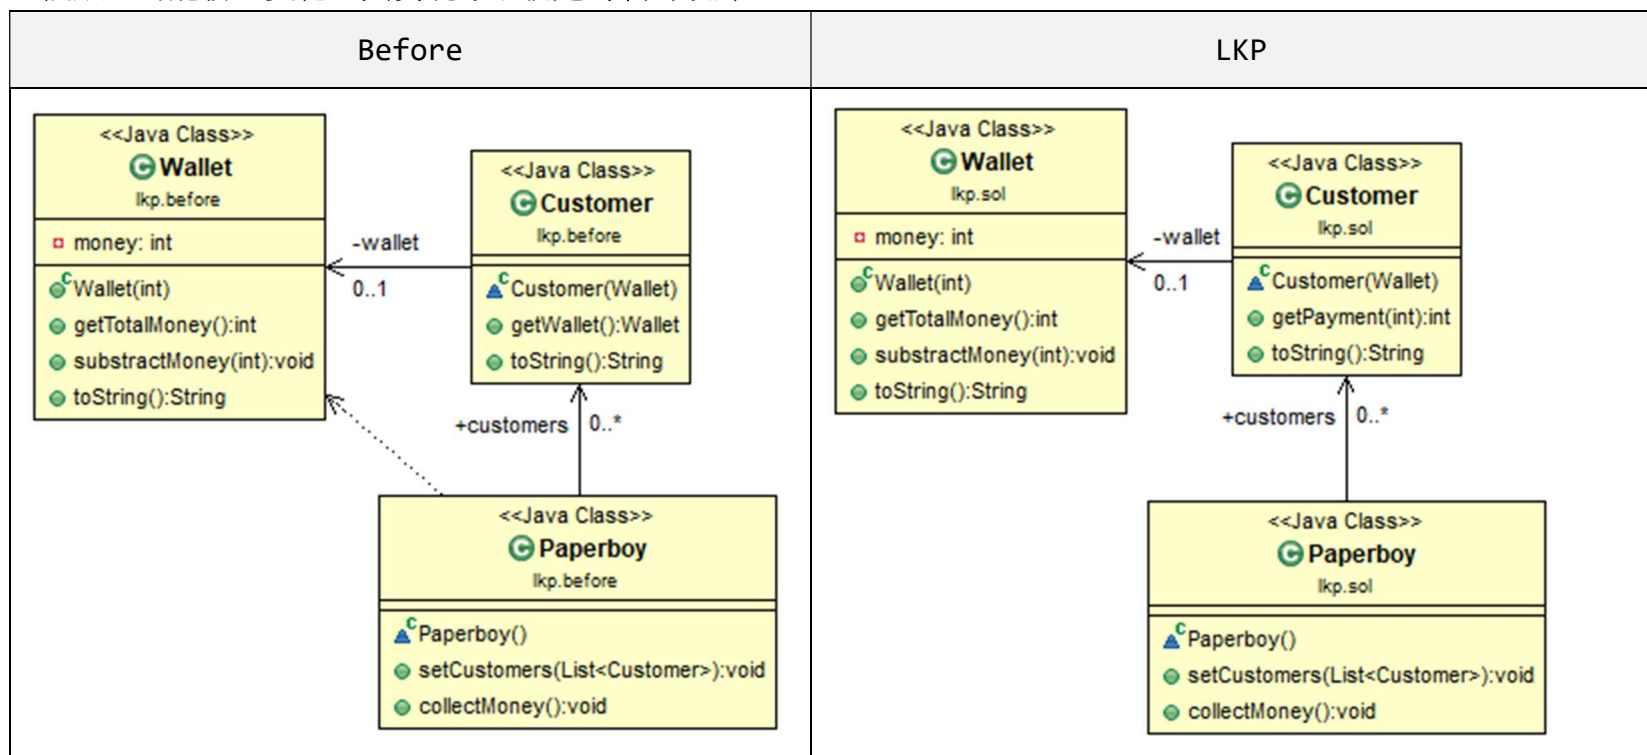 Before
LKP
<<Java Class>>
Wallet
lkp.before
money: int
Wallet(int)
getTotalMoney():int
substractMoney(int):void
toString():String
-wallet
0..1
<<Java Class>>
Customer
lkp.before
Customer(Wallet)
getWallet():Wallet
toString():String
+customers
0..*
<<Java Class>>
Paperboy
lkp.before
Paperboy()
setCustomers(List<Customer>):void
collectMoney():void
<<Java Class>>
Wallet
lkp.sol
money: int
Wallet(int)
getTotalMoney():int
substractMoney(int):void
toString():String
-wallet
0..1
<<Java Class>>
Customer
lkp.sol
Customer(Wallet)
getPayment(int):int
toString():String
+customers
0..*
<<Java Class>>
Paperboy
lkp.sol
Paperboy()
setCustomers(List<Customer>):void
collectMoney():void